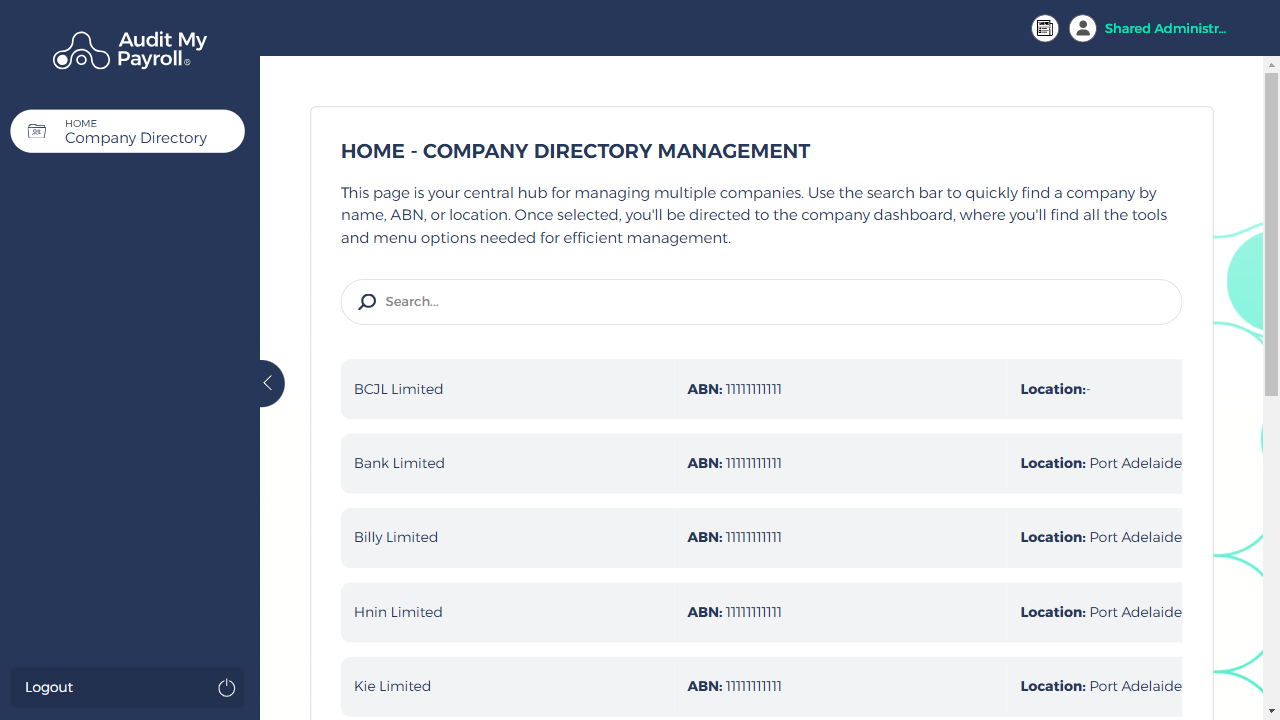 Audit My
Payroll®
Shared Administr...
HOME
Company Directory
HOME - COMPANY DIRECTORY MANAGEMENT
This page is your central hub for managing multiple companies. Use the search bar to quickly find a company by
name, ABN, or location. Once selected, you'll be directed to the company dashboard, where you'll find all the tools
and menu options needed for efficient management.
Search...
BCJL Limited ABN: 11111111111 Location:-
Bank Limited ABN: 11111111111 Location: Port Adelaide
Billy Limited ABN: 11111111111 Location: Port Adelaide
Hnin Limited ABN: 11111111111 Location: Port Adelaide
Kie Limited ABN: 11111111111 Location: Port Adelaide
Logout